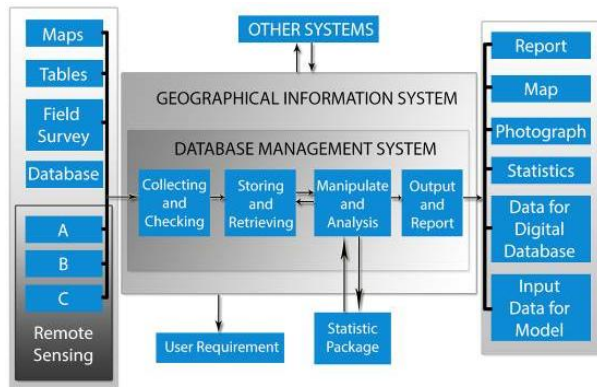 Maps
Tables
Field
Survey
Database
A
B
C
Remote
Sensing
OTHER SYSTEMS
GEOGRAPHICAL INFORMATION SYSTEM
DATABASE MANAGEMENT SYSTEM
Collecting
and
Checking
Storing
and
Retrieving
Manipulate
and
Analysis
Output
and
Report
User Requirement
Statistic
Package
Report
Map
Photograph
Statistics
Data for
Digital
Database
Input
Data for
Model